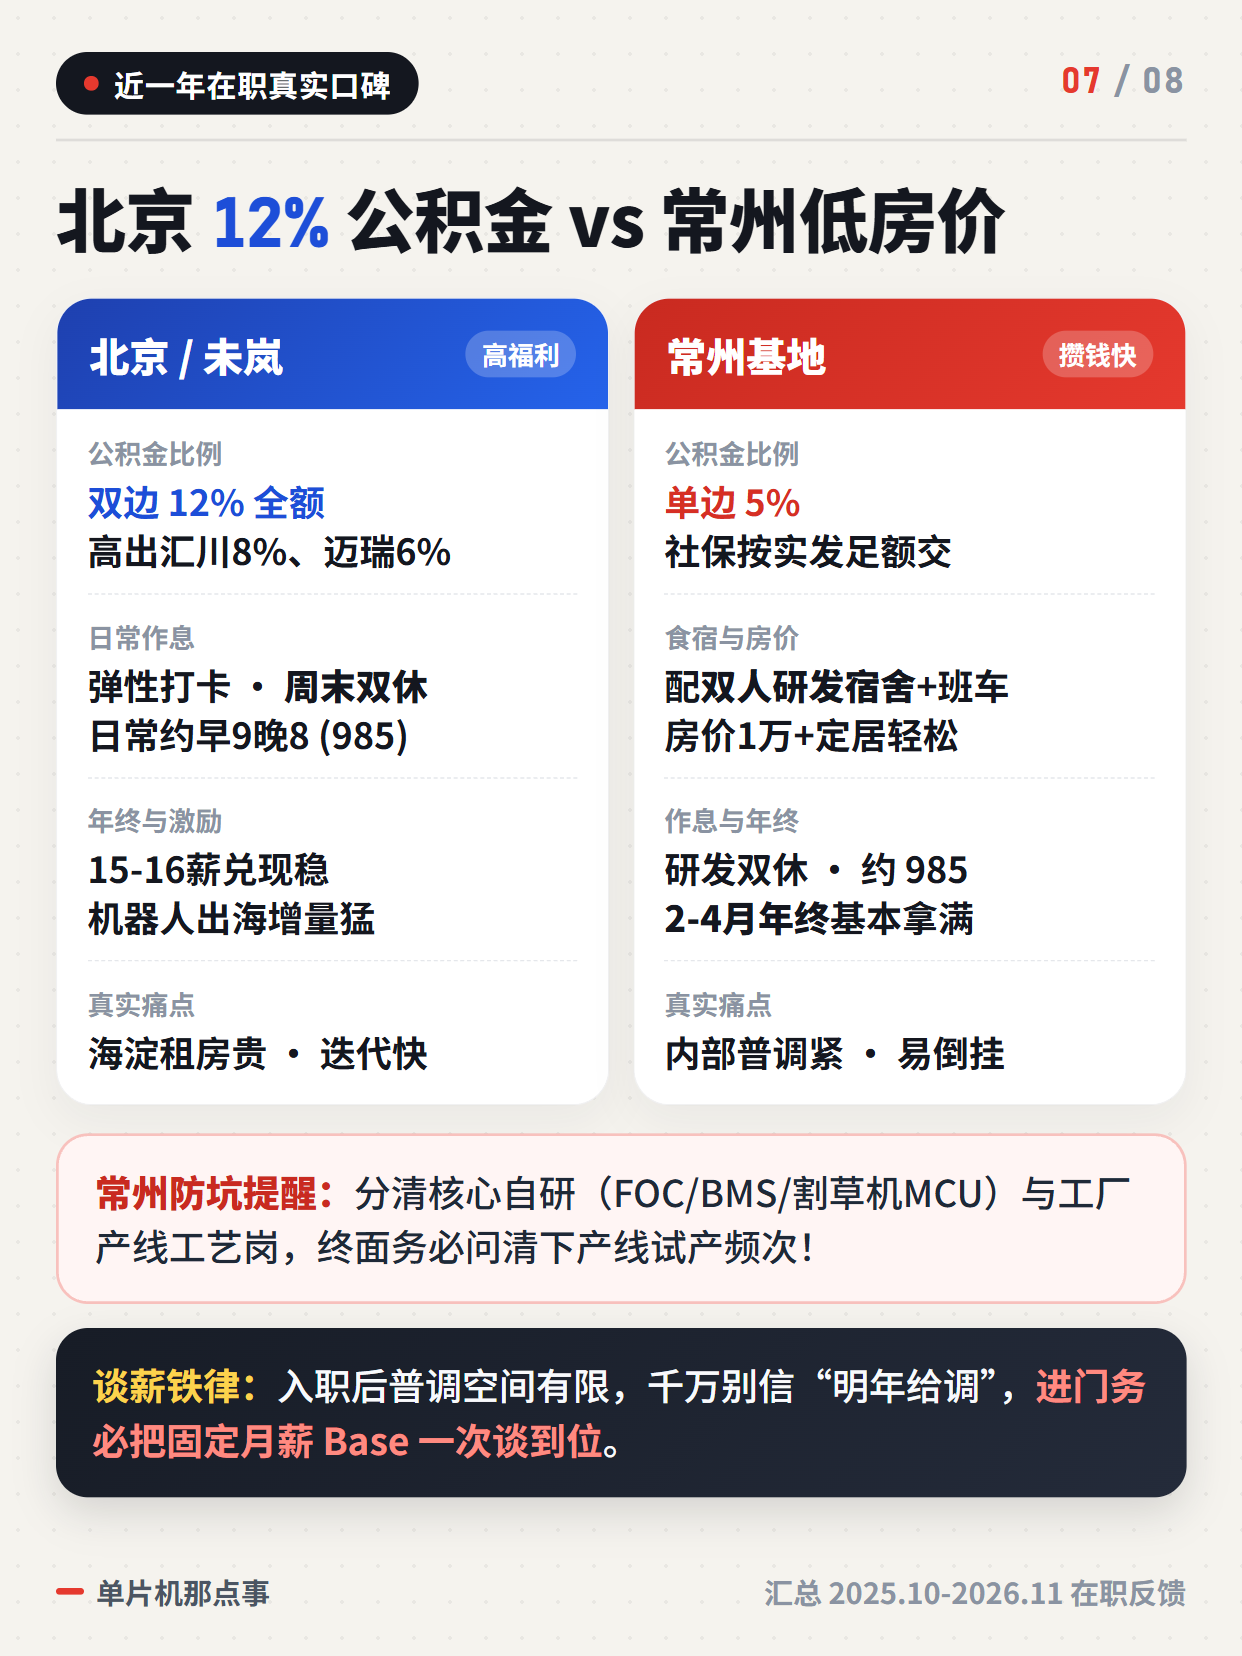 近一年在职真实口碑
07 / 08
北京 12% 公积金 vs 常州低房价
北京 / 未岚
高福利
公积金比例
双边 12% 全额
高出汇川8%、迈瑞6%
日常作息
弹性打卡 · 周末双休
日常约早9晚8 (985)
年终与激励
15-16薪兑现稳
机器人出海增量猛
真实痛点
海淀租房贵 · 迭代快
常州基地
攒钱快
公积金比例
单边 5%
社保按实发足额交
食宿与房价
配双人研发宿舍+班车
房价1万+定居轻松
作息与年终
研发双休 · 约 985
2-4月年终基本拿满
真实痛点
内部普调紧 · 易倒挂
常州防坑提醒：分清核心自研（FOC/BMS/割草机MCU）与工厂
产线工艺岗，终面务必问清下产线试产频次！
谈薪铁律：入职后普调空间有限，千万别信“明年给调”，进门务
必把固定月薪 Base 一次谈到位。
单片机那点事
汇总 2025.10-2026.11 在职反馈